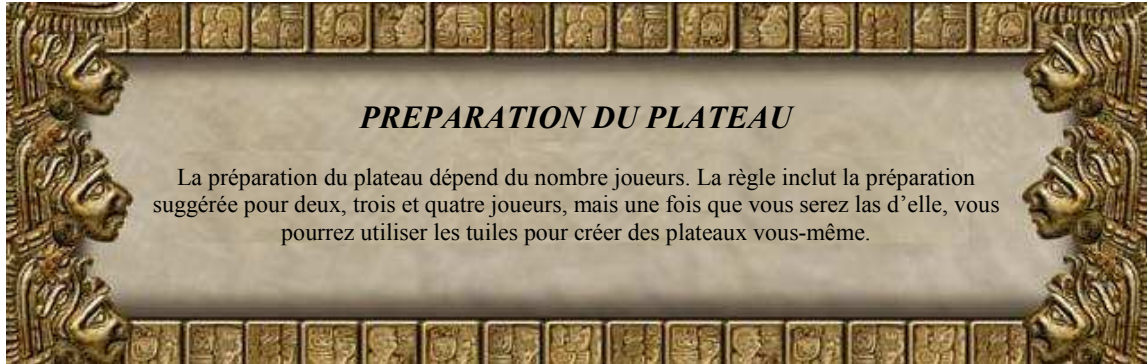 PREPARATION DU PLATEAU
La préparation du plateau dépend du nombre joueurs. La règle inclut la préparation
suggérée pour deux, trois et quatre joueurs, mais une fois que vous serez las d’elle, vous
pourrez utiliser les tuiles pour créer des plateaux vous-même.